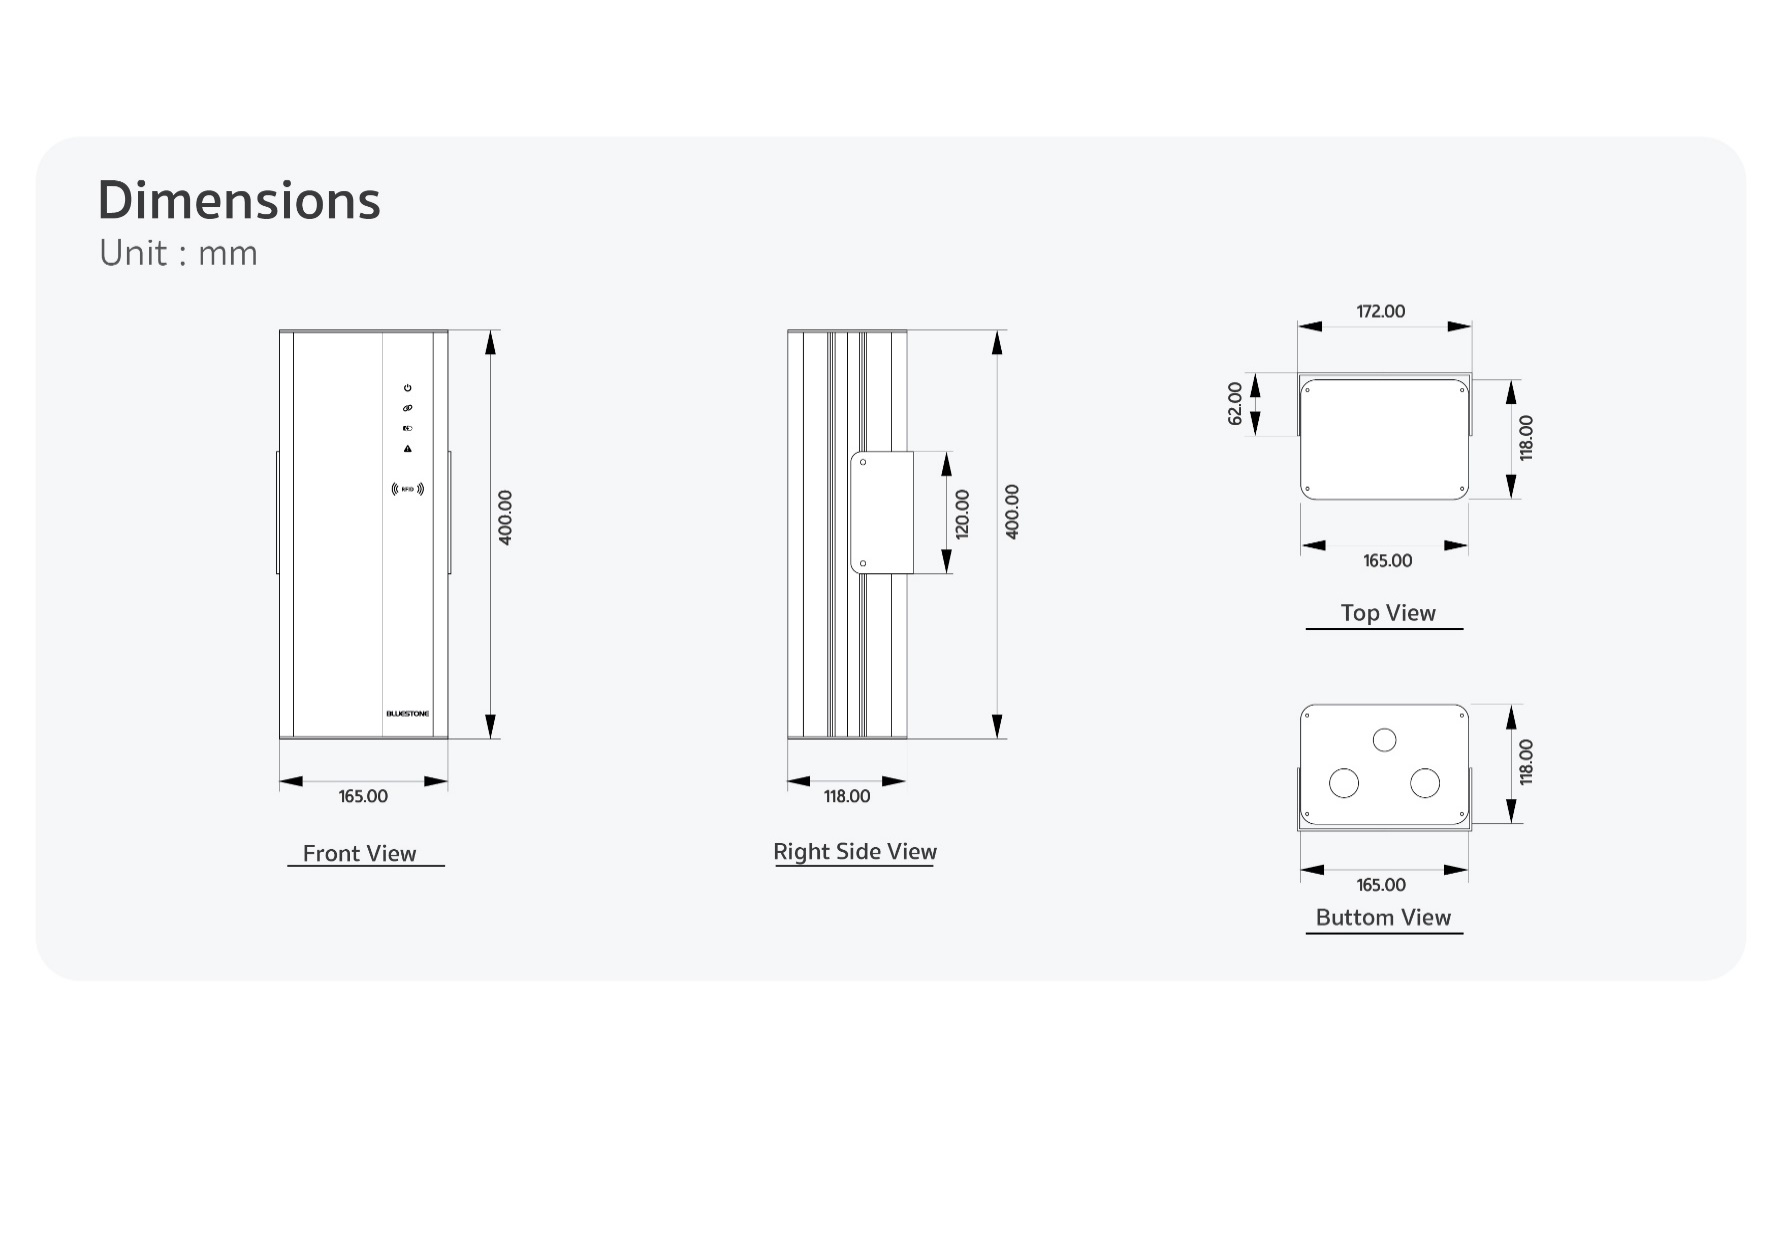 Dimensions
Unit : mm
400.00
RFID
BLUESTONE
165.00
Front View
120.00
400.00
118.00
Right Side View
172.00
62.00
118.00
165.00
Top View
118.00
165.00
Buttom View